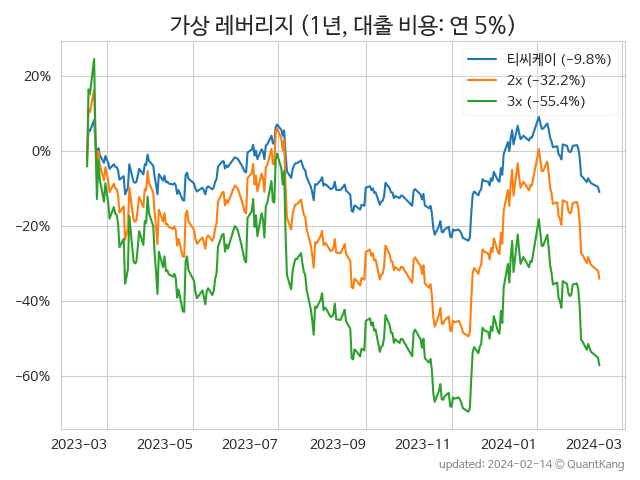 가상 레버리지 (1년, 대출 비용: 연 5%)
티씨케이 (−9.8%)
2x (−32.2%)
3x (−55.4%)
20%
0%
−20%
−40%
−60%
2023-03 2023-05 2023-07 2023-09 2023-11 2024-01 2024-03
updated: 2024-02-14 © QuantKang